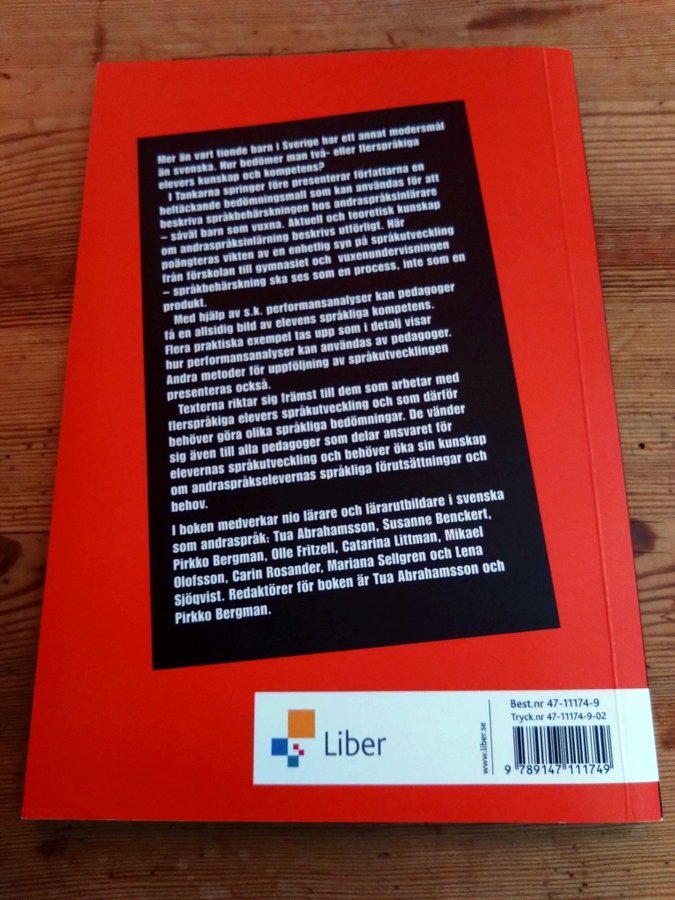 Mer än vart tionde barn i Sverige har ett annat modersmål
än svenska. Hur bedömer man två- eller flerspråkiga
elevers kunskap och kompetens?
I Tankarna springer före presenterar författarna en
heltäckande bedömningsmall som kan användas för att
beskriva språkbehärskningen hos andraspråksinlärare
– såväl barn som vuxna. Aktuell och teoretisk kunskap
om andraspråksinlärning beskrivs utförligt. Här
poängteras vikten av en enhetlig syn på språkutveckling
från förskolan till gymnasiet och vuxenundervisningen
– språkbehärskning ska ses som en process, inte som en
produkt.
Med hjälp av s.k. performansanalyser kan pedagoger
få en allsidig bild av elevens språkliga kompetens.
Flera praktiska exempel tas upp som i detalj visar
hur performansanalyser kan användas av pedagoger.
Andra metoder för uppföljning av språkutvecklingen
presenteras också.
Texterna riktar sig främst till dem som arbetar med
flerspråkiga elevers språkutveckling och som därför
behöver göra olika språkliga bedömningar. De vänder
sig även till alla pedagoger som delar ansvaret för
elevernas språkutveckling och behöver öka sin kunskap
om andraspråkselevernas språkliga förutsättningar och
behov.
I boken medverkar nio lärare och lärarutbildare i svenska
som andraspråk: Tua Abrahamsson, Susanne Benckert,
Pirkko Bergman, Olle Fritzell, Catarina Littman, Mikael
Olofsson, Carin Rosander, Mariana Sellgren och Lena
Sjöqvist. Redaktörer för boken är Tua Abrahamsson och
Pirkko Bergman.
Liber
www.liber.se
Best.nr 47-11174-9
Tryck.nr 47-11174-9-02
9 789147 111749